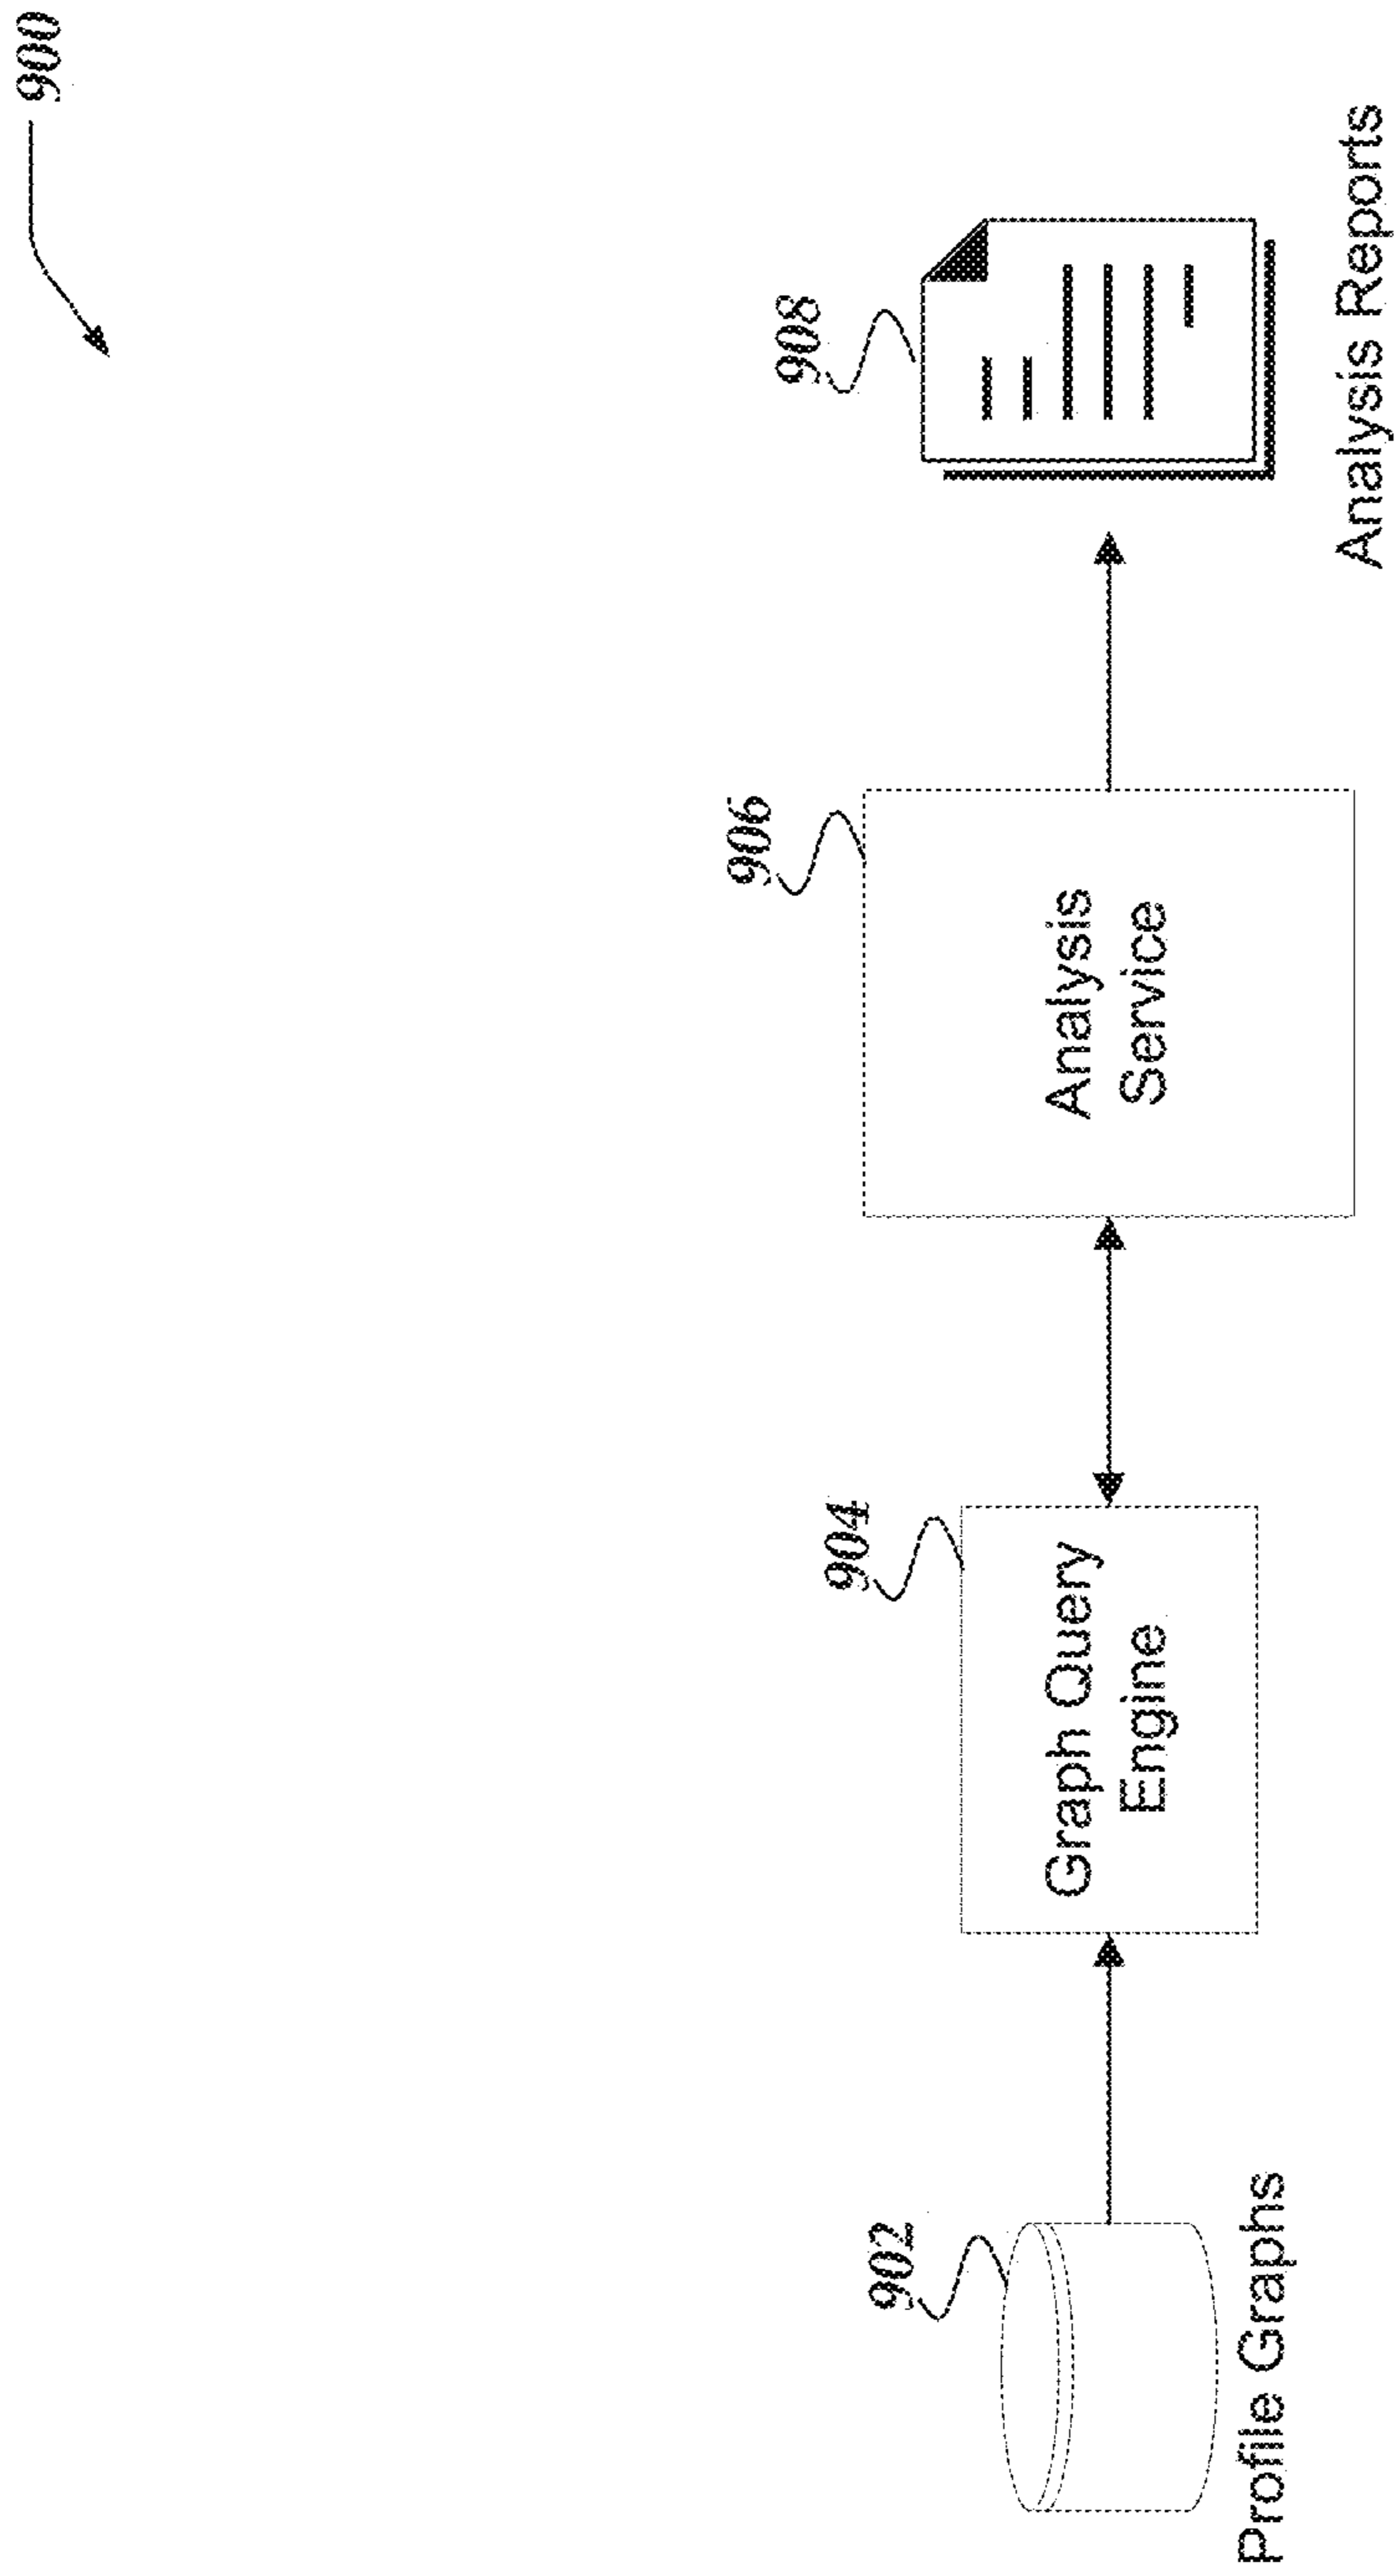 900
902
Profile Graphs
904
Graph Query
Engine
906
Analysis
Service
908
Analysis Reports